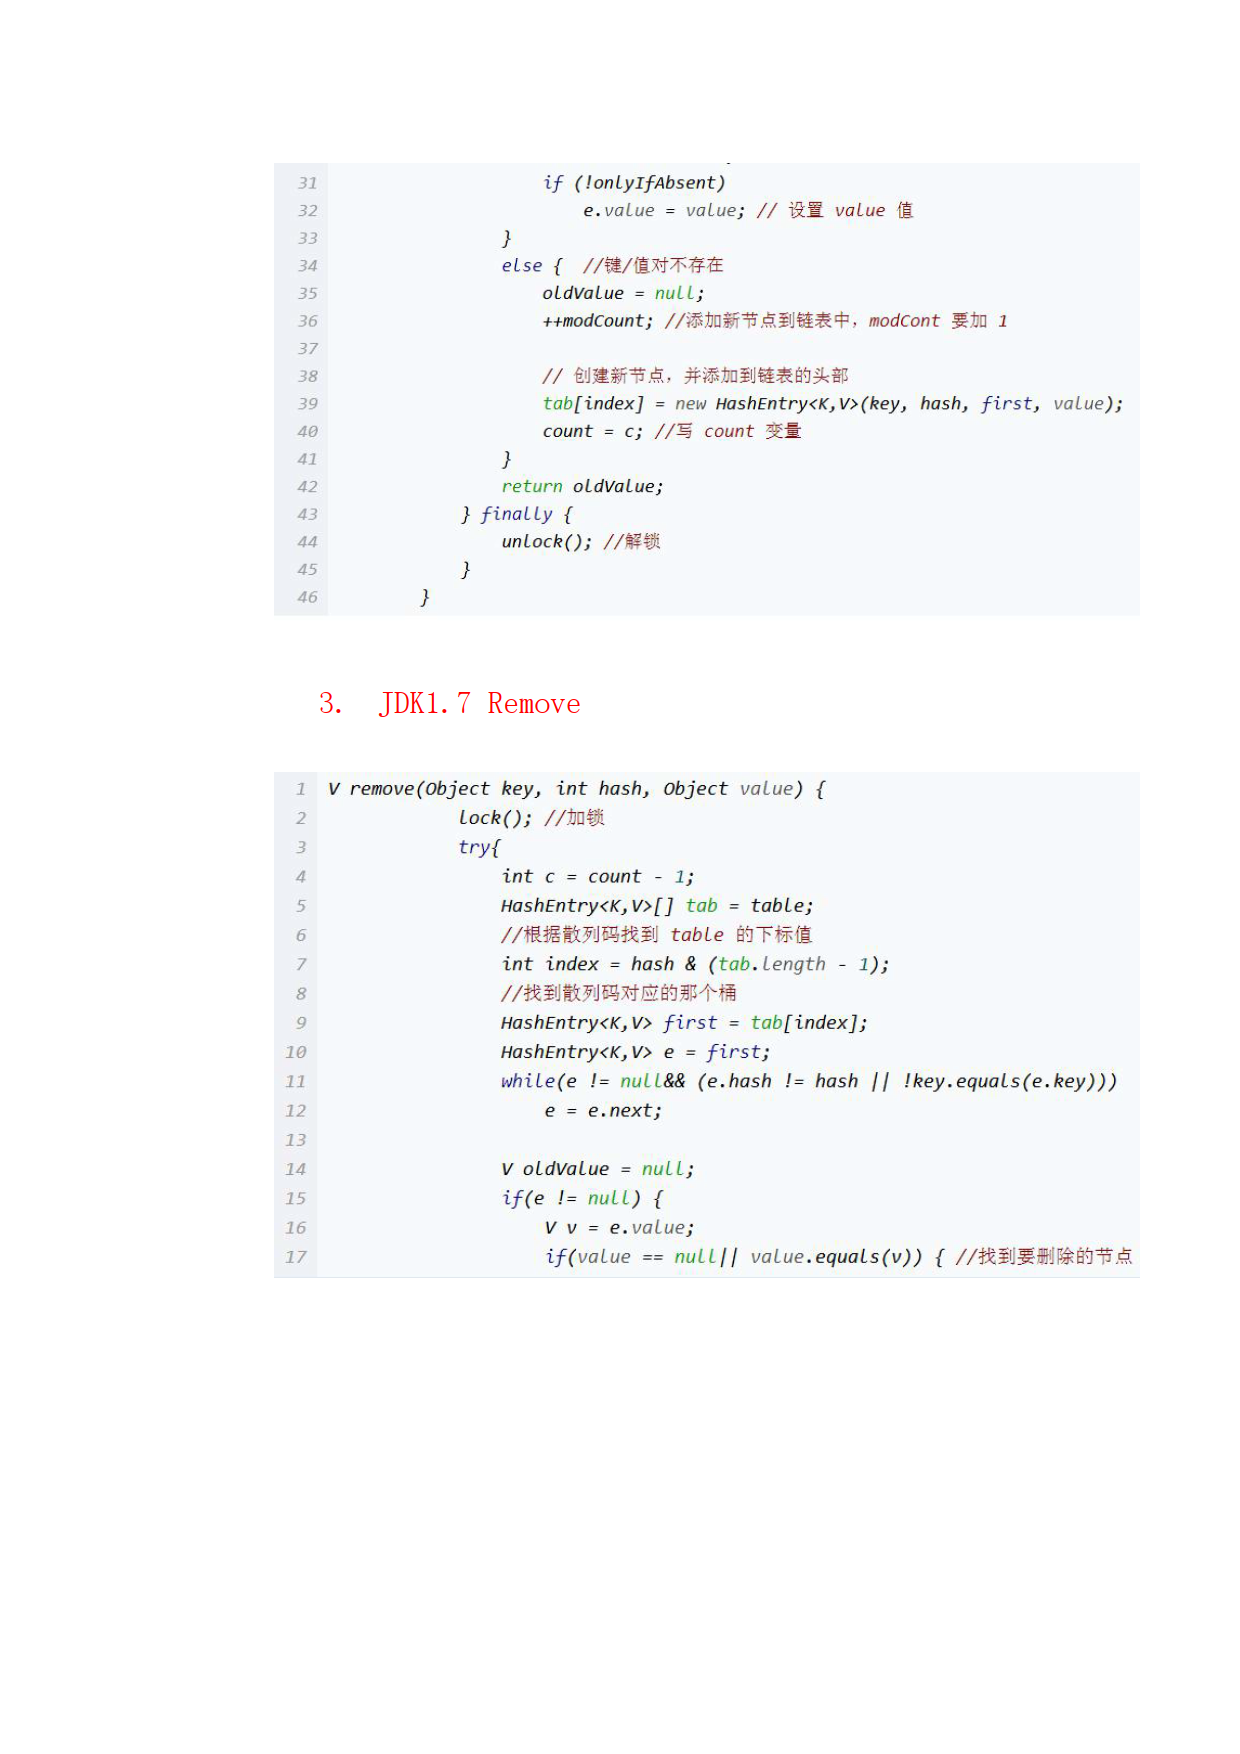 31 if (!onlyIfAbsent)
32 e.value = value; // 设置 value 值
33 }
34 else { //键/值对不存在
35 oldValue = null;
36 ++modCount; //添加新节点到链表中，modCont 要加 1
37
38 // 创建新节点，并添加到链表的头部
39 tab[index] = new HashEntry<K,V>(key, hash, first, value);
40 count = c; //写 count 变量
41 }
42 return oldValue;
43 } finally {
44 unlock(); //解锁
45 }
46 }
3. JDK1.7 Remove
1 V remove(Object key, int hash, Object value) {
2 lock(); //加锁
3 try{
4 int c = count - 1;
5 HashEntry<K,V>[] tab = table;
6 //根据散列码找到 table 的下标值
7 int index = hash & (tab.length - 1);
8 //找到散列码对应的那个桶
9 HashEntry<K,V> first = tab[index];
10 HashEntry<K,V> e = first;
11 while(e != null&& (e.hash != hash || !key.equals(e.key)))
12 e = e.next;
13
14 V oldValue = null;
15 if(e != null) {
16 V v = e.value;
17 if(value == null|| value.equals(v)) { //找到要删除的节点